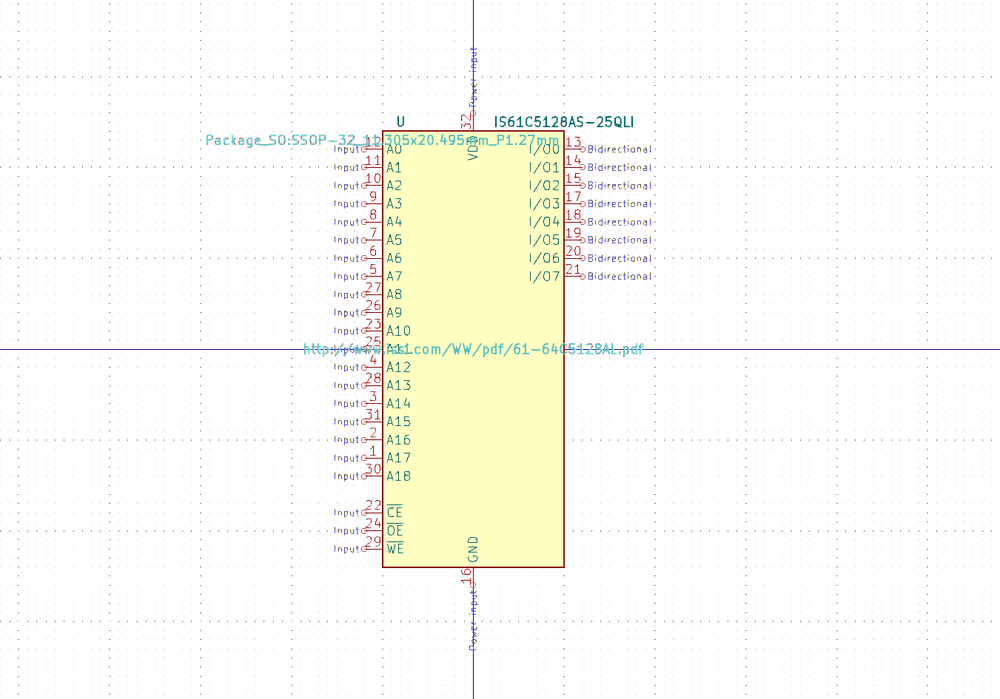 Power input
32
U IS61C5128AS-25QLI
Package_SO:SSOP-32_11.305x20.495mm_P1.27mm
VDD
Input 12 A0 I/O0 13 Bidirectional
Input 11 A1 I/O1 14 Bidirectional
Input 10 A2 I/O2 15 Bidirectional
Input 9 A3 I/O3 17 Bidirectional
Input 8 A4 I/O4 18 Bidirectional
Input 7 A5 I/O5 19 Bidirectional
Input 6 A6 I/O6 20 Bidirectional
Input 5 A7 I/O7 21 Bidirectional
Input 27 A8
Input 26 A9
Input 23 A10
Input 25 A11
http://www.issi.com/WW/pdf/61-64C5128AL.pdf
Input 4 A12
Input 28 A13
Input 3 A14
Input 31 A15
Input 2 A16
Input 1 A17
Input 30 A18
Input 22 CE
Input 24 OE
Input 29 WE
GND
16
Power input